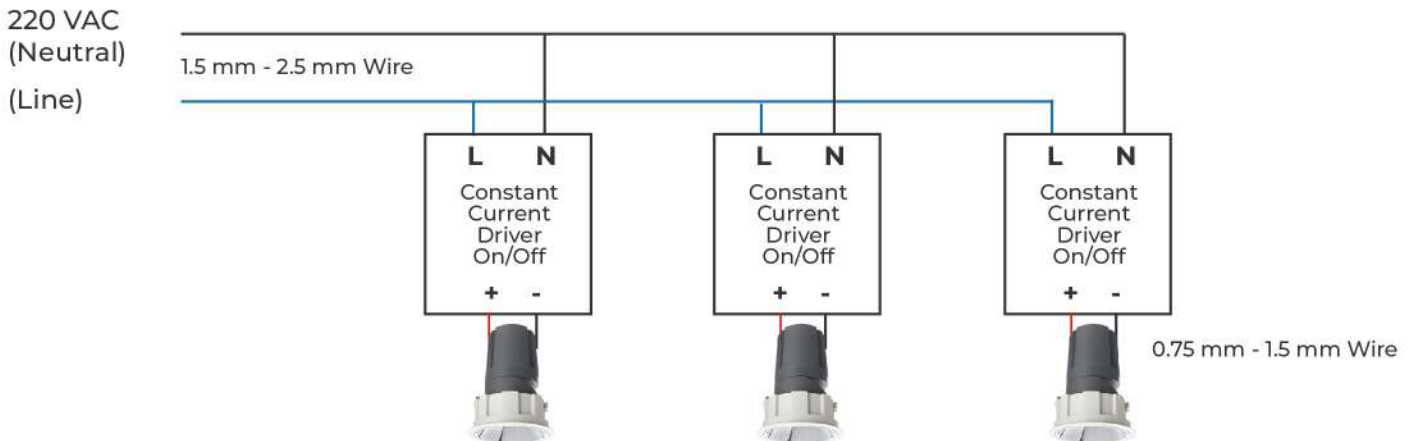 220 VAC
(Neutral)
1.5 mm - 2.5 mm Wire
(Line)
L N
Constant
Current
Driver
On/Off
+ -
L N
Constant
Current
Driver
On/Off
+ -
L N
Constant
Current
Driver
On/Off
+ -
0.75 mm - 1.5 mm Wire